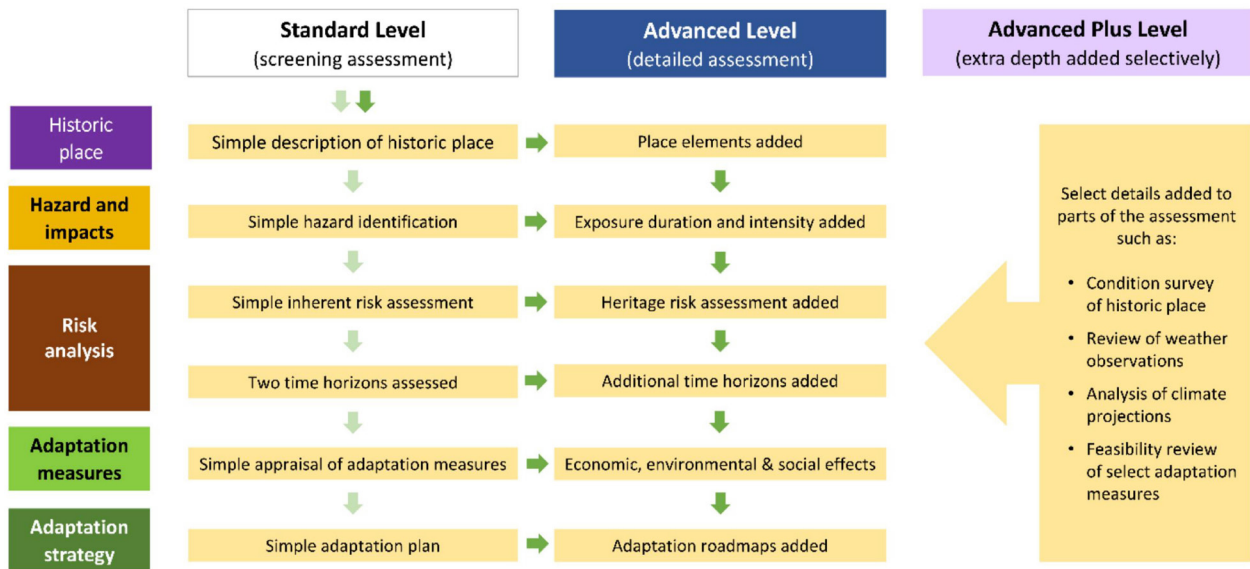 Standard Level
(screening assessment)
Advanced Level
(detailed assessment)
Advanced Plus Level
(extra depth added selectively)
Historic
place
Simple description of historic place
Place elements added
Hazard and
impacts
Simple hazard identification
Exposure duration and intensity added
Risk
analysis
Simple inherent risk assessment
Heritage risk assessment added
Two time horizons assessed
Additional time horizons added
Adaptation
measures
Simple appraisal of adaptation measures
Economic, environmental & social effects
Adaptation
strategy
Simple adaptation plan
Adaptation roadmaps added
Select details added to
parts of the assessment
such as:
• Condition survey
of historic place
• Review of weather
observations
• Analysis of climate
projections
• Feasibility review
of select adaptation
measures